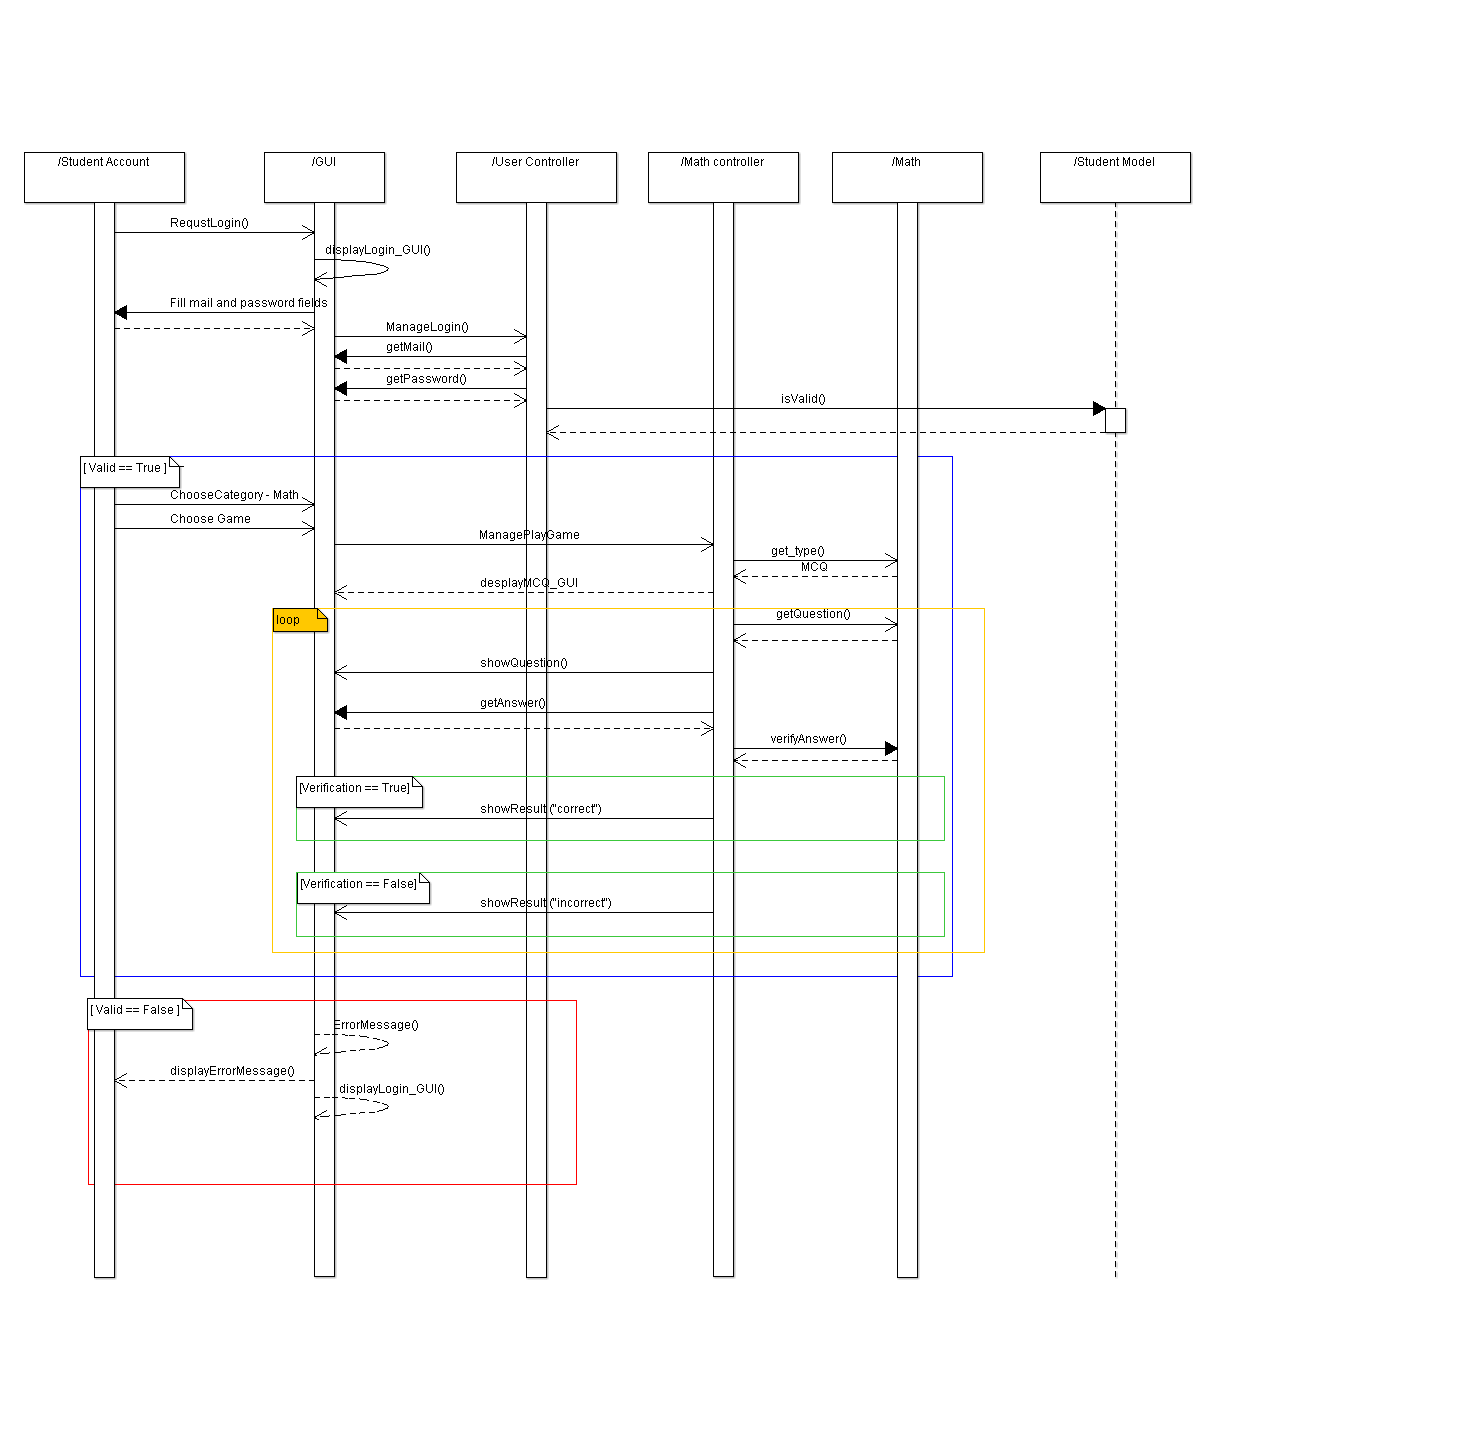 /Student Account
/GUI
/User Controller
/Math controller
/Math
/Student Model
RequstLogin()
displayLogin_GUI()
Fill mail and password fields
ManageLogin()
getMail()
getPassword()
isValid()
[ Valid == True ]
ChooseCategory - Math
Choose Game
ManagePlayGame
get_type()
MCQ
desplayMCQ_GUI
loop
getQuestion()
showQuestion()
getAnswer()
verifyAnswer()
[Verification == True]
showResult ("correct")
[Verification == False]
showResult ("incorrect")
[ Valid == False ]
ErrorMessage()
displayErrorMessage()
displayLogin_GUI()